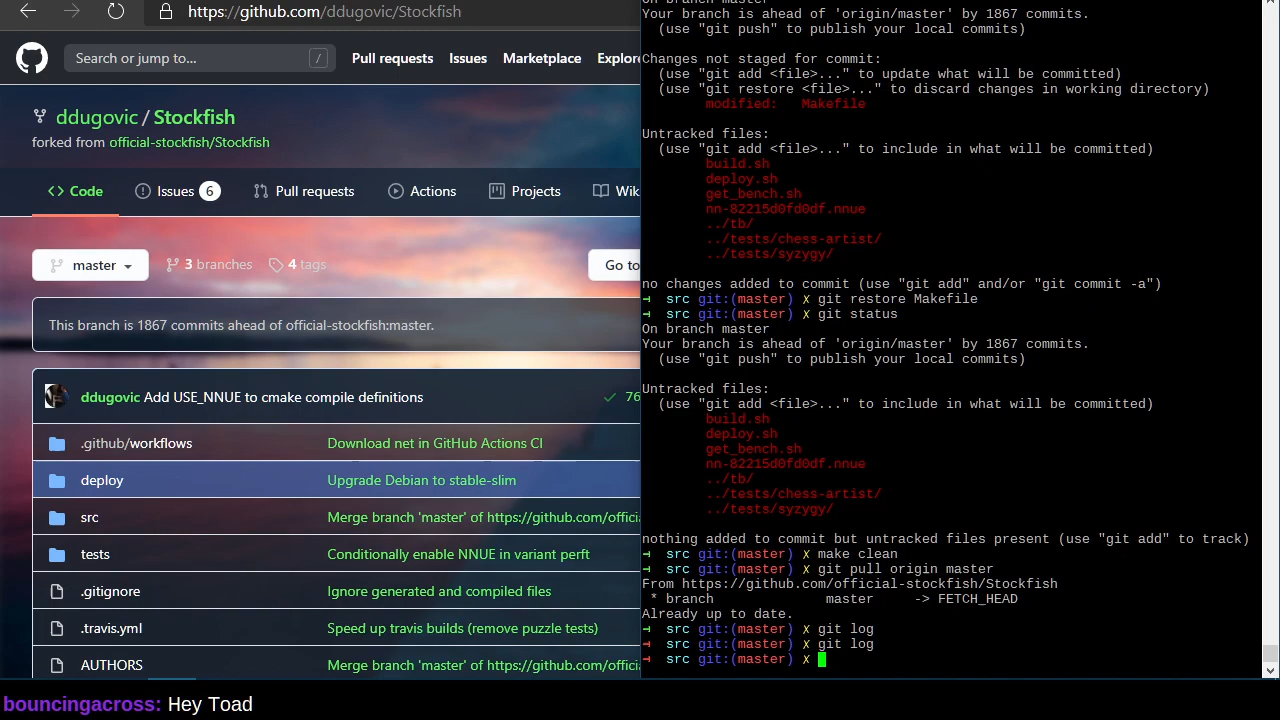 https://github.com/ddugovic/Stockfish
Search or jump to... /
Pull requests Issues Marketplace Explore
ddugovic / Stockfish
forked from official-stockfish/Stockfish
Code Issues 6 Pull requests Actions Projects Wik
master 3 branches 4 tags Go to
This branch is 1867 commits ahead of official-stockfish:master.
ddugovic Add USE_NNUE to cmake compile definitions 76
.github/workflows Download net in GitHub Actions CI
deploy Upgrade Debian to stable-slim
src Merge branch 'master' of https://github.com/offici
tests Conditionally enable NNUE in variant perft
.gitignore Ignore generated and compiled files
.travis.yml Speed up travis builds (remove puzzle tests)
AUTHORS Merge branch 'master' of https://github.com/offici
On branch master
Your branch is ahead of 'origin/master' by 1867 commits.
(use "git push" to publish your local commits)
Changes not staged for commit:
(use "git add <file>..." to update what will be committed)
(use "git restore <file>..." to discard changes in working directory)
modified: Makefile
Untracked files:
(use "git add <file>..." to include in what will be committed)
build.sh
deploy.sh
get_bench.sh
nn-82215d0fd0df.nnue
../tb/
../tests/chess-artist/
../tests/syzygy/
no changes added to commit (use "git add" and/or "git commit -a")
→ src git:(master) ✗ git restore Makefile
→ src git:(master) ✗ git status
On branch master
Your branch is ahead of 'origin/master' by 1867 commits.
(use "git push" to publish your local commits)
Untracked files:
(use "git add <file>..." to include in what will be committed)
build.sh
deploy.sh
get_bench.sh
nn-82215d0fd0df.nnue
../tb/
../tests/chess-artist/
../tests/syzygy/
nothing added to commit but untracked files present (use "git add" to track)
→ src git:(master) ✗ make clean
→ src git:(master) ✗ git pull origin master
From https://github.com/official-stockfish/Stockfish
* branch master -> FETCH_HEAD
Already up to date.
→ src git:(master) ✗ git log
→ src git:(master) ✗ git log
→ src git:(master) ✗
bouncingacross: Hey Toad